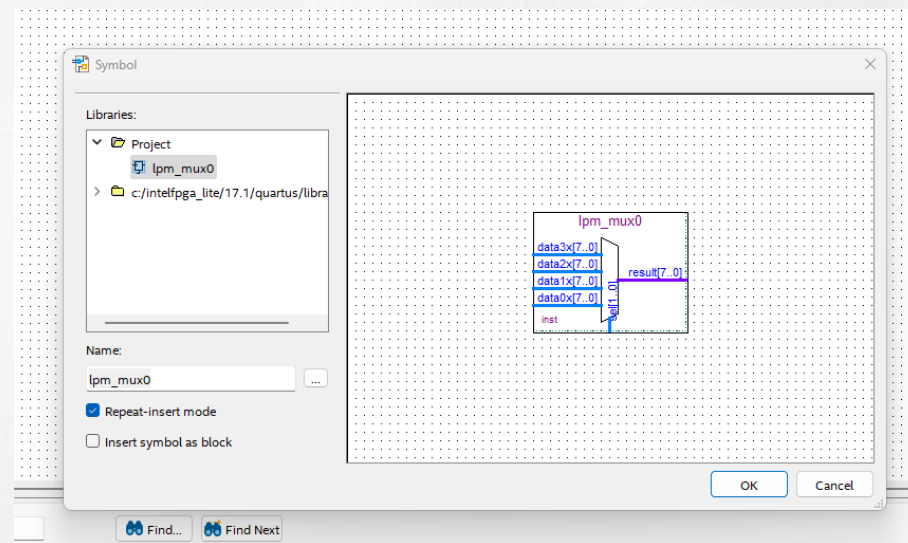 Symbol
Libraries:
Project
lpm_mux0
c:/intelfpga_lite/17.1/quartus/libra
Name:
lpm_mux0
...
Repeat-insert mode
Insert symbol as block
lpm_mux0
data3x[7..0]
data2x[7..0]
data1x[7..0]
data0x[7..0]
sel[1..0]
result[7..0]
inst
OK
Cancel
Find...
Find Next